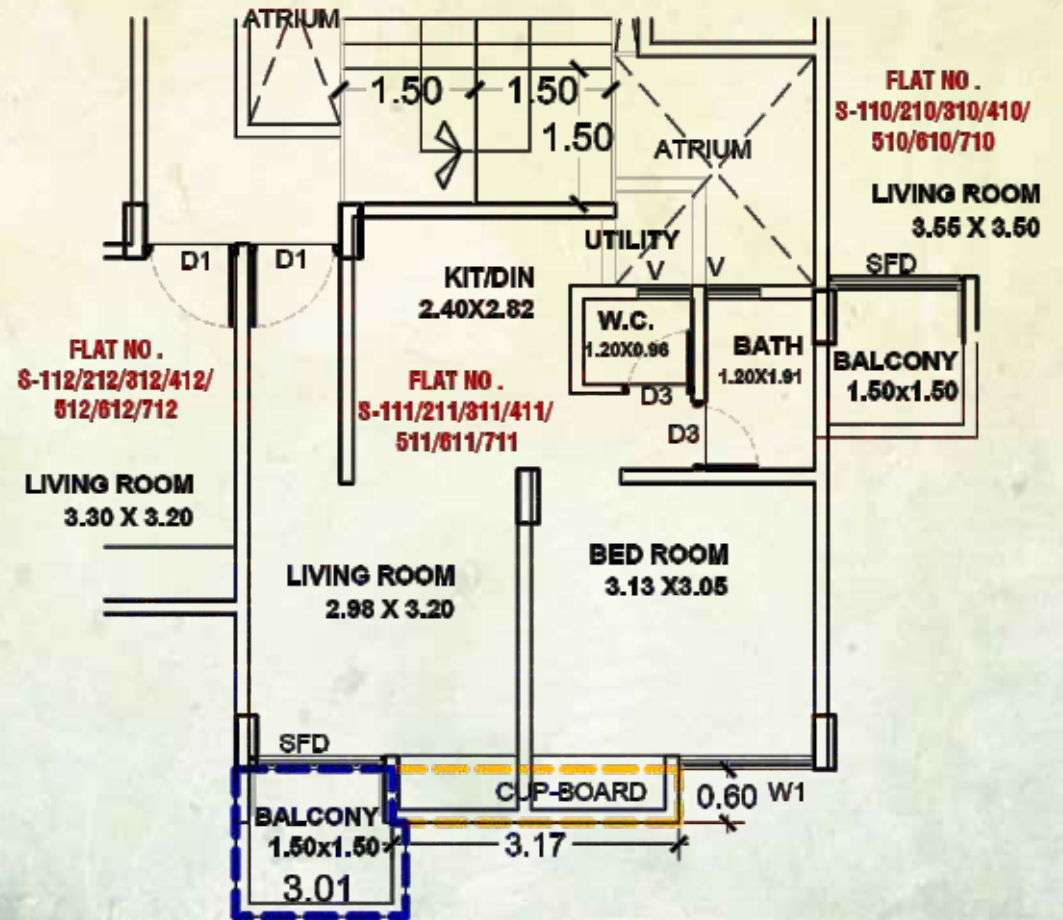 ATRIUM
1.50
1.50
1.50
ATRIUM
FLAT NO .
S-110/210/310/410/
510/610/710
LIVING ROOM
3.55 X 3.50
SFD
BALCONY
1.50x1.50
UTILITY
V
V
D1
D1
KIT/DIN
2.40X2.82
W.C.
1.20X0.96
BATH
1.20X1.91
D3
D3
FLAT NO .
S-112/212/312/412/
512/612/712
FLAT NO .
S-111/211/311/411/
511/611/711
LIVING ROOM
3.30 X 3.20
LIVING ROOM
2.98 X 3.20
BED ROOM
3.13 X3.05
SFD
CUP-BOARD
0.60
W1
BALCONY
1.50x1.50
3.17
3.01